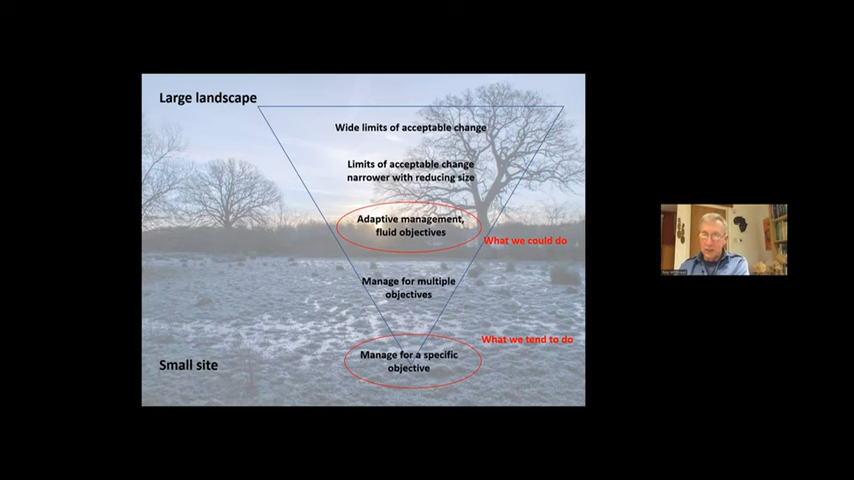 Large landscape
Wide limits of acceptable change
Limits of acceptable change
narrower with reducing size
Adaptive management,
fluid objectives
What we could do
Manage for multiple
objectives
What we tend to do
Manage for a specific
objective
Small site